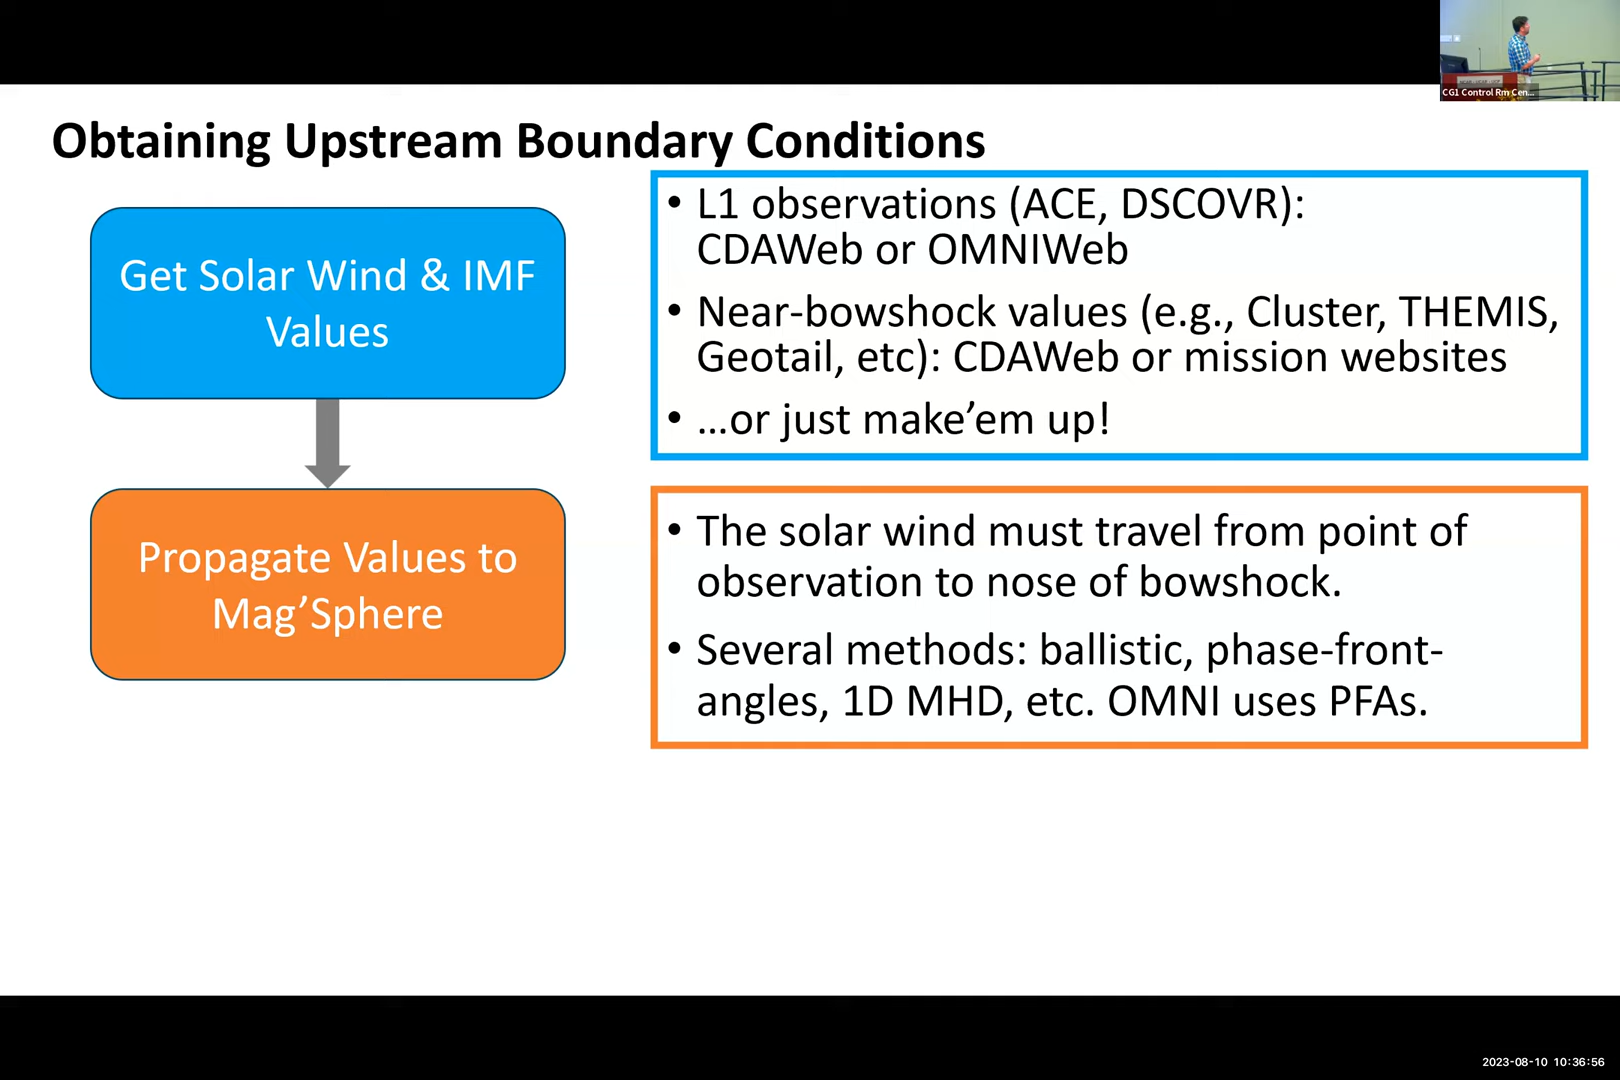 CG1 Control Rm Cen...
Obtaining Upstream Boundary Conditions
Get Solar Wind & IMF
Values
• L1 observations (ACE, DSCOVR):
CDAWeb or OMNIWeb
• Near-bowshock values (e.g., Cluster, THEMIS,
Geotail, etc): CDAWeb or mission websites
• …or just make’em up!
Propagate Values to
Mag’Sphere
• The solar wind must travel from point of
observation to nose of bowshock.
• Several methods: ballistic, phase-front-
angles, 1D MHD, etc. OMNI uses PFAs.
2023-08-10 10:36:56